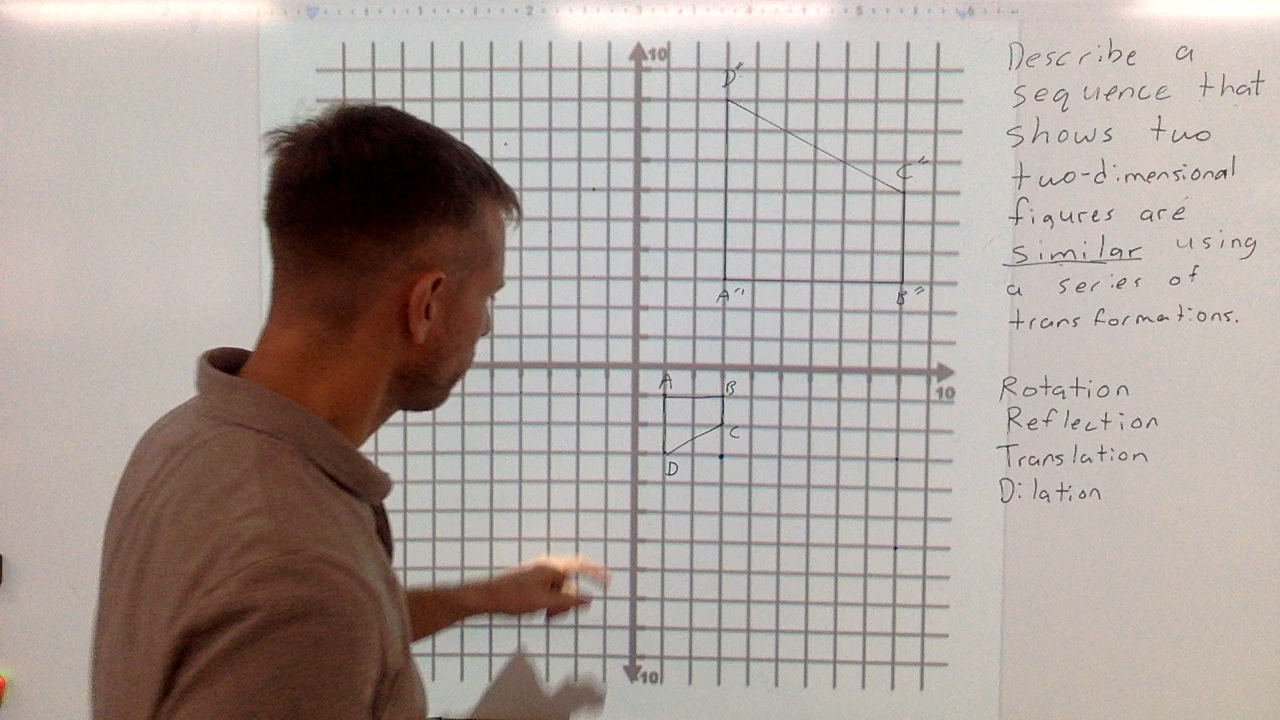 10
D"
C"
A"
B"
10
A
B
C
D
10
Describe a
sequence that
shows two
two-dimensional
figures are
similar using
a series of
transformations.
Rotation
Reflection
Translation
Dilation